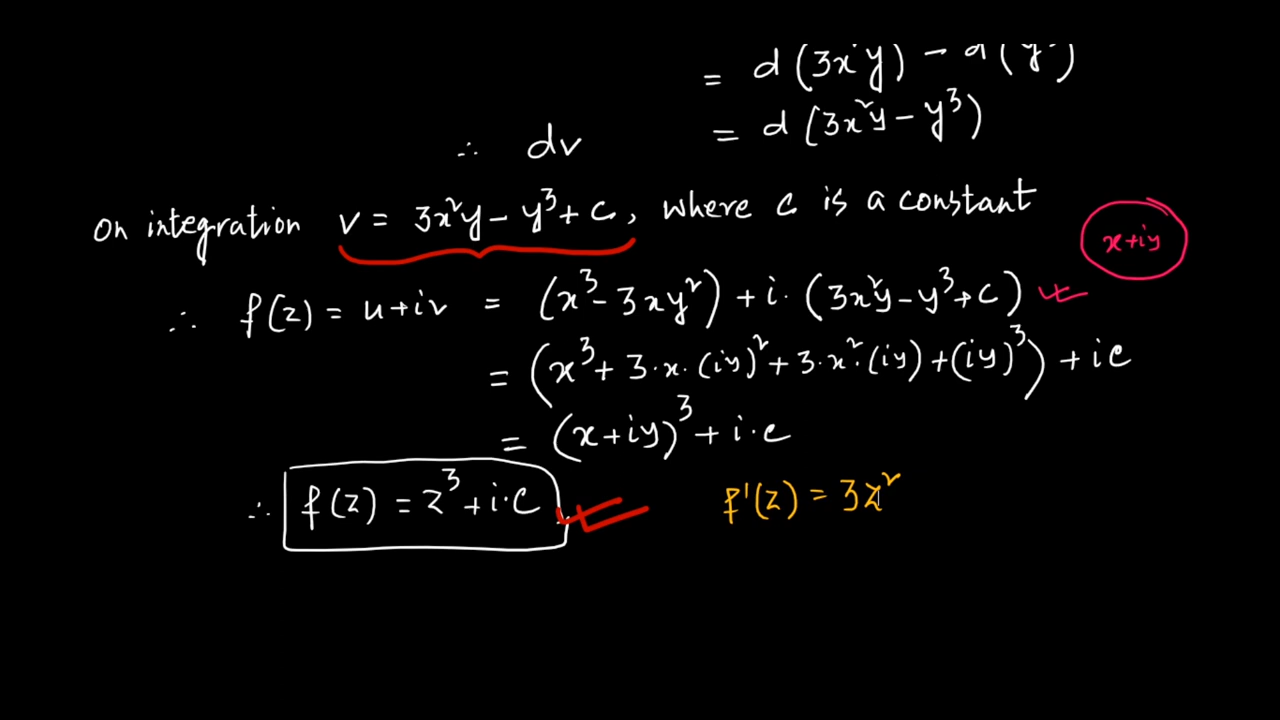 = d(3x²y) - d(y³)
∴ dv = d(3x²y - y³)
On integration v = 3x²y - y³ + c, where c is a constant
x+iy
∴ f(z) = u+iv = (x³ - 3xy²) + i·(3x²y - y³ + c)
= (x³ + 3·x·(iy)² + 3·x²·(iy) + (iy)³) + ic
= (x+iy)³ + i·c
∴ f(z) = z³ + i·c
f'(z) = 3z²